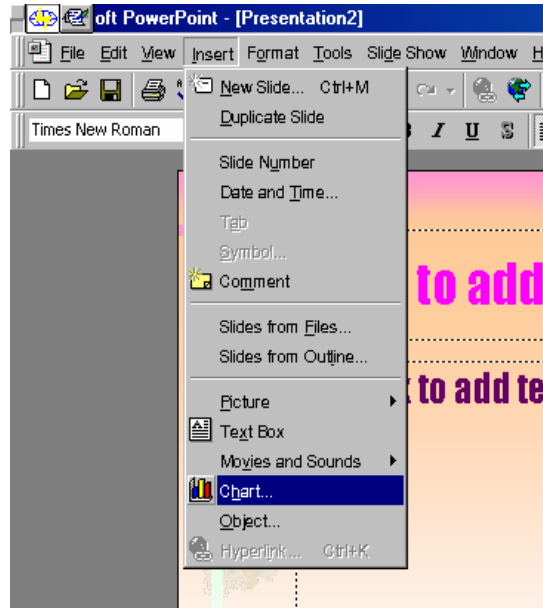 oft PowerPoint - [Presentation2]
File Edit View Insert Format Tools Slide Show Window H
Times New Roman I U S
New Slide... Ctrl+M
Duplicate Slide
Slide Number
Date and Time...
Tab
Symbol...
Comment
to add
Slides from Files...
Slides from Outline...
to add te
Picture
Text Box
Movies and Sounds
Chart...
Object...
Hyperlink... Ctrl+K